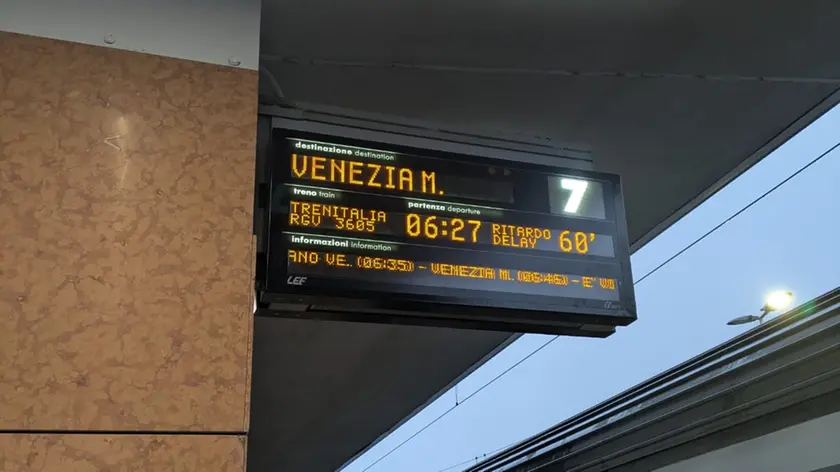 destinazione destination
VENEZIA M.
7
treno train
partenza departure
TRENITALIA
RGV 3605
06:27
RITARDO
DELAY
60'
informazioni information
ANO VE.. (06:35) - VENEZIA M. (06:46) - E'
LEF